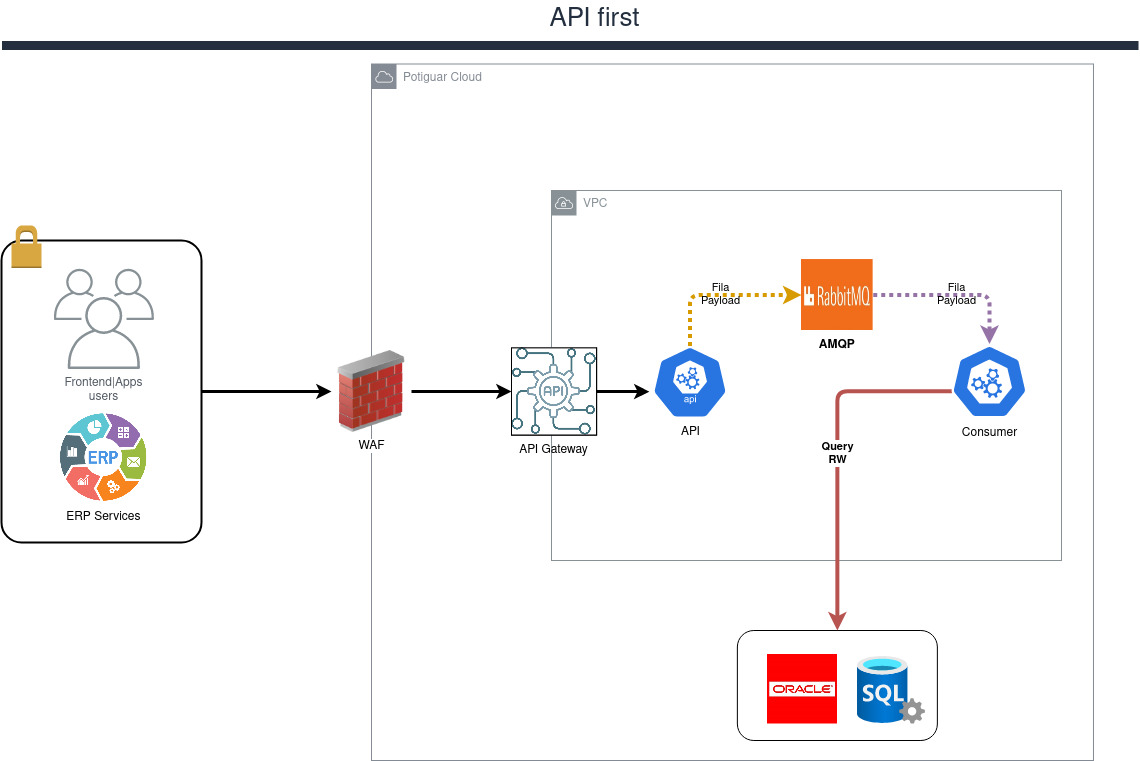 API first
Potiguar Cloud
VPC
Frontend|Apps
users
ERP
ERP Services
WAF
API
API Gateway
api
API
Fila
Payload
RabbitMQ
AMQP
Fila
Payload
Consumer
Query
RW
ORACLE
SQL